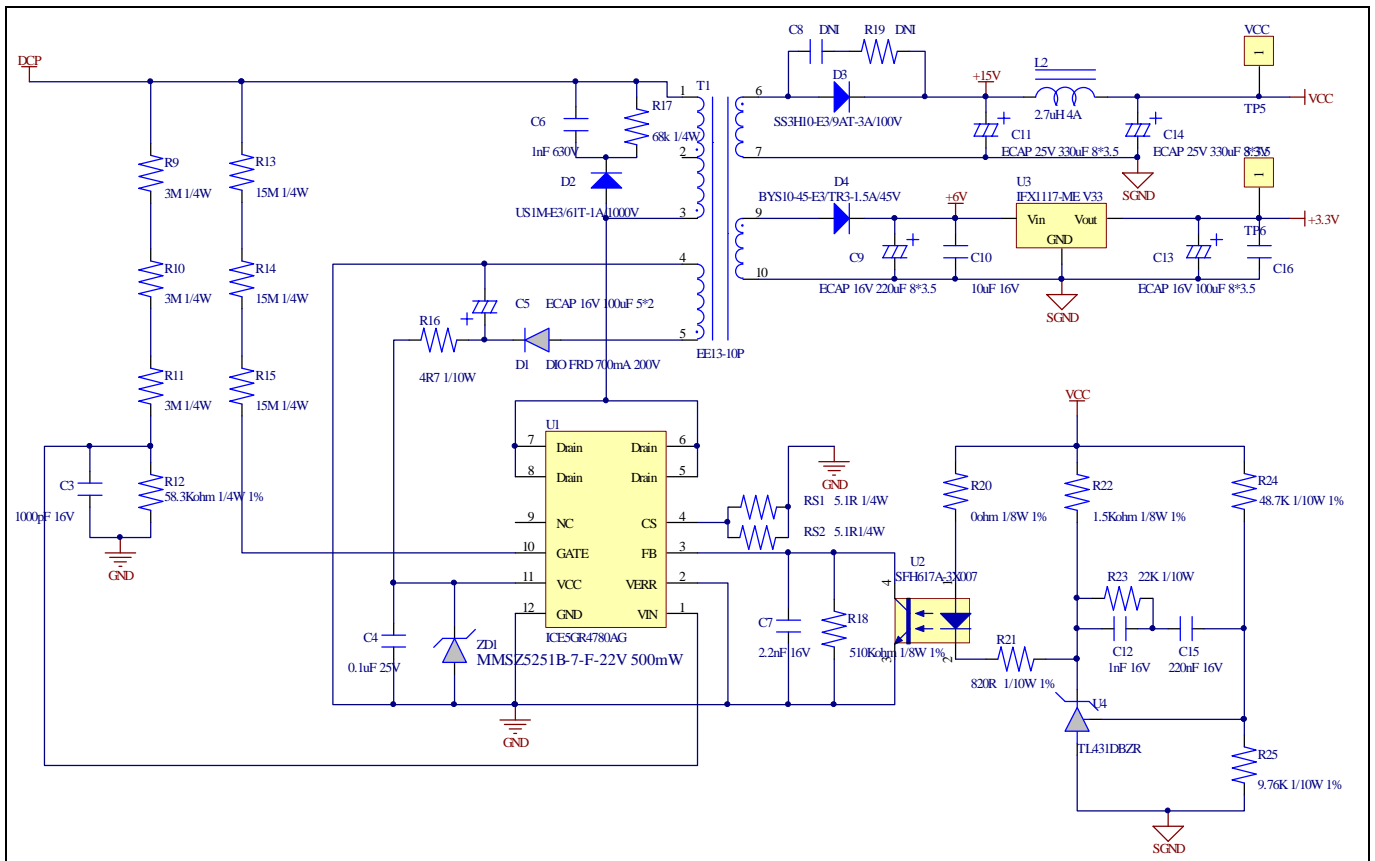 DCP
C8 DNI R19 DNI
VCC
1
T1
D3
+15V
L2
1
6
R17
68k 1/4W
C6
1nF 630V
SS3H10-E3/9AT-3A/100V
2.7uH 4A
TP5
VCC
C11
ECAP 25V 330uF 8*3.5
C14
ECAP 25V 330uF 8*3.5
2
7
SGND
R9
3M 1/4W
R13
15M 1/4W
D2
US1M-E3/61T-1A/1000V
3
D4
BYS10-45-E3/TR3-1.5A/45V
+6V
U3
IFX1117-ME V33
1
9
Vin Vout
GND
TP6
+3.3V
R10
3M 1/4W
R14
15M 1/4W
4
10
C9
ECAP 16V 220uF 8*3.5
C10
10uF 16V
C13
ECAP 16V 100uF 8*3.5
C16
SGND
C5 ECAP 16V 100uF 5*2
R16
4R7 1/10W
D1 DIO FRD 700mA 200V
5
EE13-10P
R11
3M 1/4W
R15
15M 1/4W
VCC
U1
7 Drain Drain 6
8 Drain Drain 5
9 NC CS 4
10 GATE FB 3
11 VCC VERR 2
12 GND VIN 1
ICE5GR4780AG
C3
1000pF 16V
R12
58.3Kohm 1/4W 1%
GND
GND
RS1 5.1R 1/4W
RS2 5.1R1/4W
R20
0ohm 1/8W 1%
R22
1.5Kohm 1/8W 1%
R24
48.7K 1/10W 1%
U2
SFH617A-3X007
4
1
3
2
R23 22K 1/10W
C12
1nF 16V
C15
220nF 16V
C4
0.1uF 25V
ZD1
MMSZ5251B-7-F-22V 500mW
C7
2.2nF 16V
R18
510Kohm 1/8W 1%
R21
820R 1/10W 1%
U4
TL431DBZR
GND
R25
9.76K 1/10W 1%
SGND